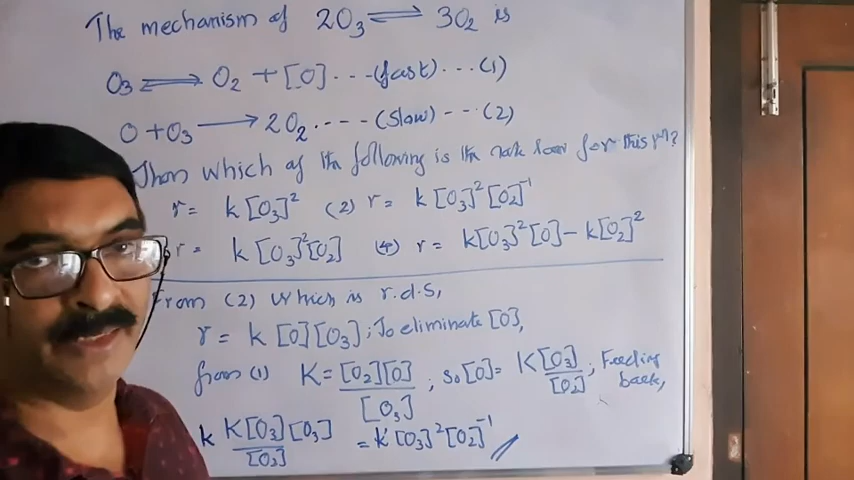 The mechanism of 2O₃ ⇌ 3O₂ is
O₃ ⇌ O₂ + [O] ...(fast)...(1)
O + O₃ ⟶ 2O₂ ....(slow)...(2)
Then which of the following is the rate law for this rxn?
r = k[O₃]² (2) r = k[O₃]²[O₂]⁻¹
r = k[O₃]²[O₂] (4) r = k[O₃]²[O] − k[O₂]²
From (2) which is r.d.s,
r = k[O][O₃]; To eliminate [O],
from (1) K = [O₂][O] / [O₃] ; so [O] = K[O₃] / [O₂] ; Feeding back,
k K[O₃][O₃] / [O₂] = k'[O₃]²[O₂]⁻¹